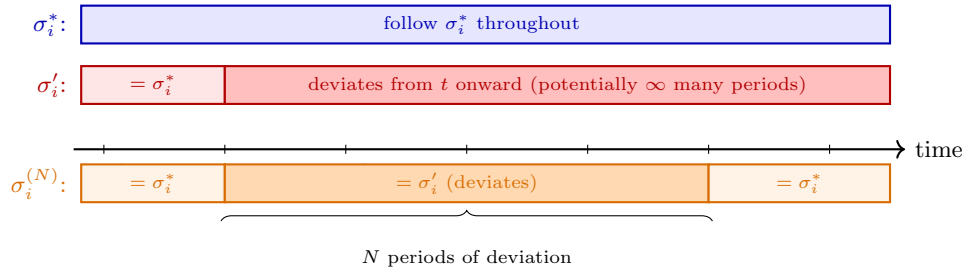 σ_i^*: follow σ_i^* throughout
σ_i′: = σ_i^* deviates from t onward (potentially ∞ many periods)
time
σ_i^{(N)}: = σ_i^* = σ_i′ (deviates) = σ_i^*
N periods of deviation